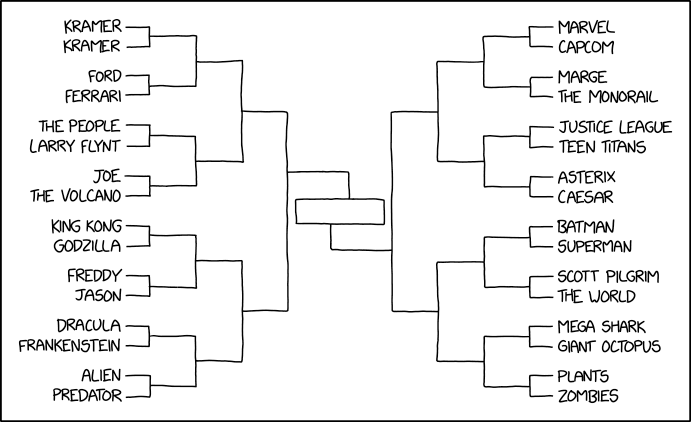 KRAMER
KRAMER
FORD
FERRARI
THE PEOPLE
LARRY FLYNT
JOE
THE VOLCANO
KING KONG
GODZILLA
FREDDY
JASON
DRACULA
FRANKENSTEIN
ALIEN
PREDATOR
MARVEL
CAPCOM
MARGE
THE MONORAIL
JUSTICE LEAGUE
TEEN TITANS
ASTERIX
CAESAR
BATMAN
SUPERMAN
SCOTT PILGRIM
THE WORLD
MEGA SHARK
GIANT OCTOPUS
PLANTS
ZOMBIES